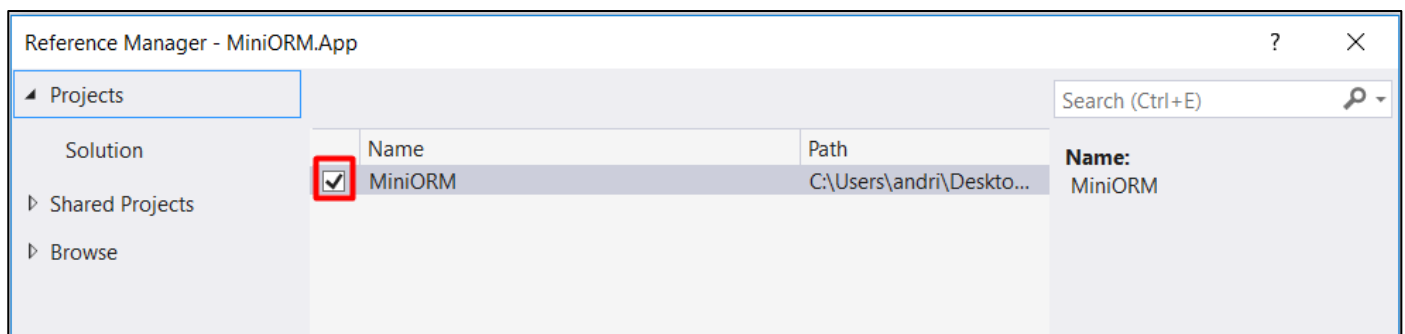 Reference Manager - MiniORM.App ?
Projects
Search (Ctrl+E)
Solution
Name Path
Name:
MiniORM C:\Users\andri\Deskto...
MiniORM
Shared Projects
Browse